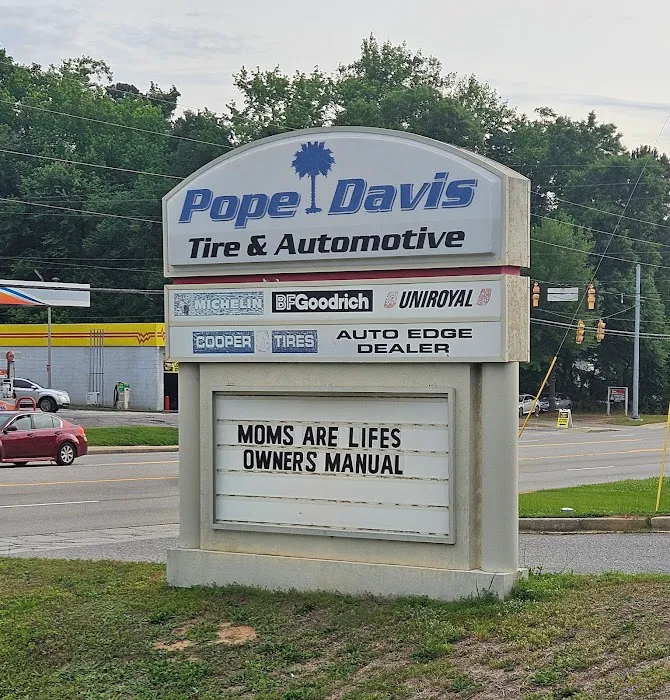 Pope Davis
Tire & Automotive
MICHELIN BFGoodrich UNIROYAL
COOPER TIRES AUTO EDGE
DEALER
MOMS ARE LIFES
OWNERS MANUAL